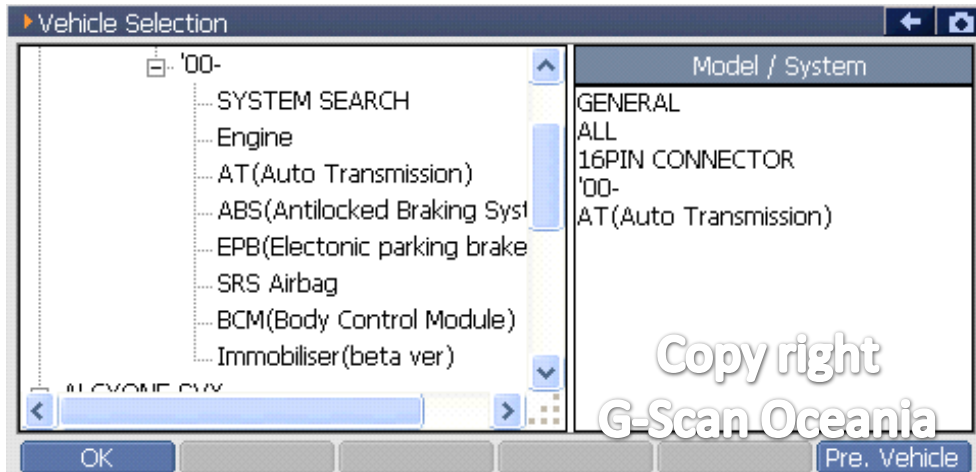 Vehicle Selection
'00-
SYSTEM SEARCH
Engine
AT(Auto Transmission)
ABS(Antilocked Braking Syst
EPB(Electonic parking brake
SRS Airbag
BCM(Body Control Module)
Immobiliser(beta ver)
ALCYONE SVX
Model / System
GENERAL
ALL
16PIN CONNECTOR
'00-
AT(Auto Transmission)
Copy right
G-Scan Oceania
OK
Pre. Vehicle